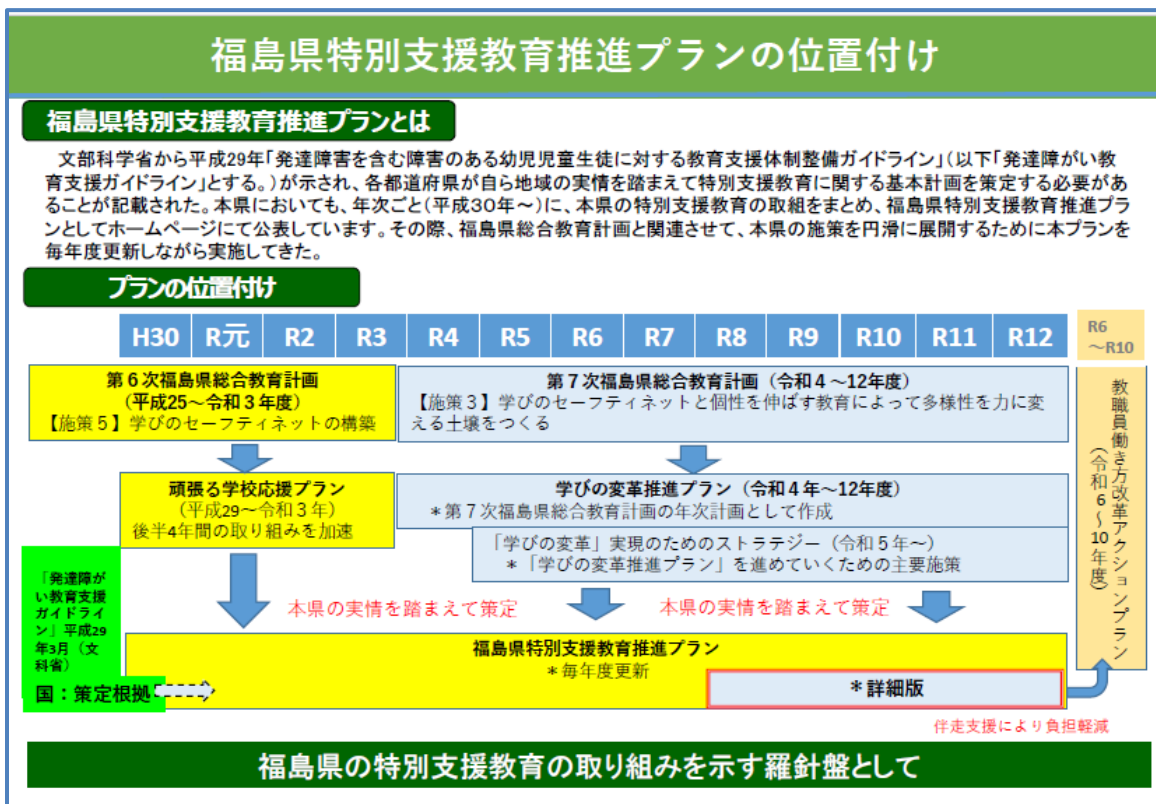 福島県特別支援教育推進プランの位置付け
福島県特別支援教育推進プランとは
文部科学省から平成29年「発達障害を含む障害のある幼児児童生徒に対する教育支援体制整備ガイドライン」(以下「発達障がい教
育支援ガイドライン」とする。)が示され、各都道府県が自ら地域の実情を踏まえて特別支援教育に関する基本計画を策定する必要があ
ることが記載された。本県においても、年次ごと(平成30年～)に、本県の特別支援教育の取組をまとめ、福島県特別支援教育推進プラ
ンとしてホームページにて公表しています。その際、福島県総合教育計画と関連させて、本県の施策を円滑に展開するために本プランを
毎年度更新しながら実施してきた。
プランの位置付け
H30 R元 R2 R3 R4 R5 R6 R7 R8 R9 R10 R11 R12
R6
～R10
第６次福島県総合教育計画
(平成25～令和３年度)
【施策５】学びのセーフティネットの構築
第７次福島県総合教育計画（令和４～12年度）
【施策３】学びのセーフティネットと個性を伸ばす教育によって多様性を力に変
える土壌をつくる
頑張る学校応援プラン
（平成29～令和３年）
後半4年間の取り組みを加速
学びの変革推進プラン（令和４年～12年度）
＊第７次福島県総合教育計画の年次計画として作成
「学びの変革」実現のためのストラテジー（令和５年～）
＊「学びの変革推進プラン」を進めていくための主要施策
教職員働き方改革アクションプラン
（令和６～10年度）
「発達障が
い教育支援
ガイドライ
ン」平成29
年3月（文
科省）
国：策定根拠
本県の実情を踏まえて策定
本県の実情を踏まえて策定
福島県特別支援教育推進プラン
＊毎年度更新
＊詳細版
伴走支援により負担軽減
福島県の特別支援教育の取り組みを示す羅針盤として